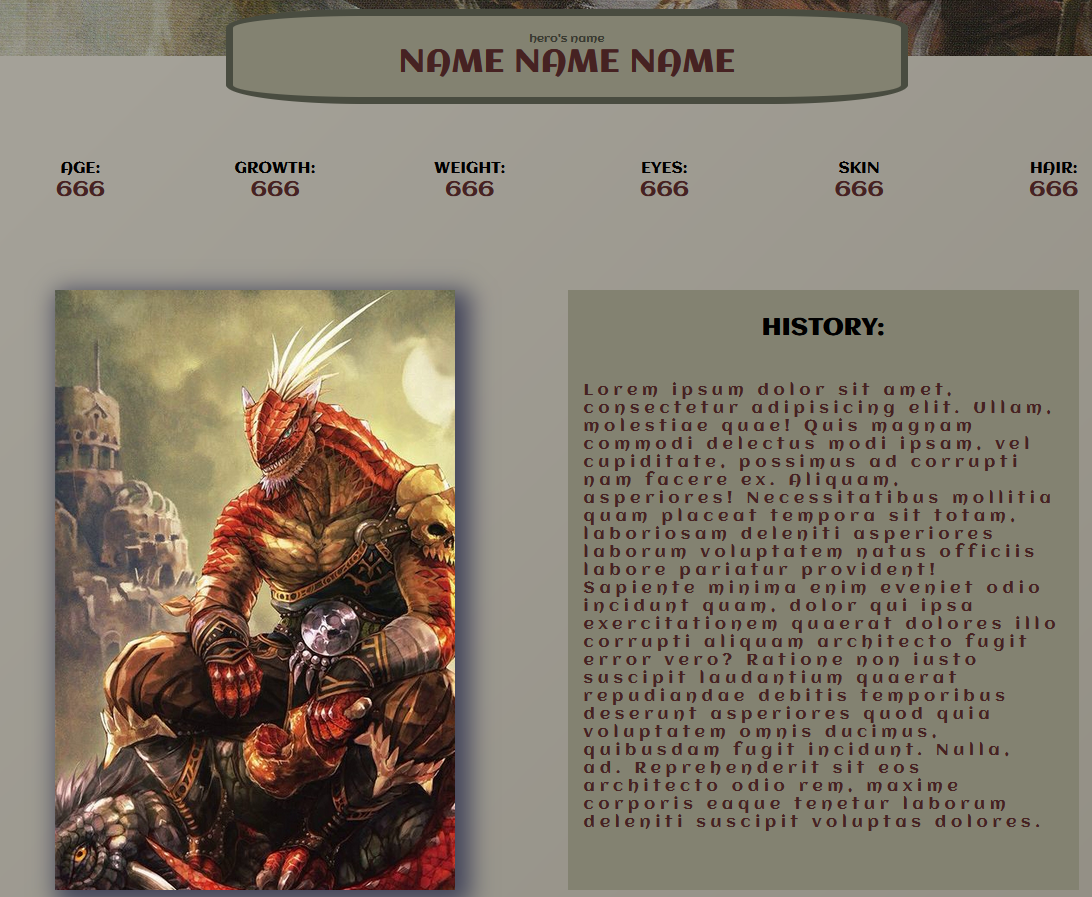 hero's name
NAME NAME NAME
AGE: GROWTH: WEIGHT: EYES: SKIN HAIR:
666 666 666 666 666 666
HISTORY:
Lorem ipsum dolor sit amet,
consectetur adipisicing elit. Ullam,
molestiae quae! Quis magnam
commodi delectus modi ipsam, vel
cupiditate, possimus ad corrupti
nam facere ex. Aliquam,
asperiores! Necessitatibus mollitia
quam placeat tempora sit totam,
laboriosam deleniti asperiores
laborum voluptatem natus officiis
labore pariatur provident!
Sapiente minima enim eveniet odio
incidunt quam, dolor qui ipsa
exercitationem quaerat dolores illo
corrupti aliquam architecto fugit
error vero? Ratione non iusto
suscipit laudantium quaerat
repudiandae debitis temporibus
deserunt asperiores quod quia
voluptatem omnis ducimus,
quibusdam fugit incidunt. Nulla,
ad. Reprehenderit sit eos
architecto odio rem, maxime
corporis eaque tenetur laborum
deleniti suscipit voluptas dolores.